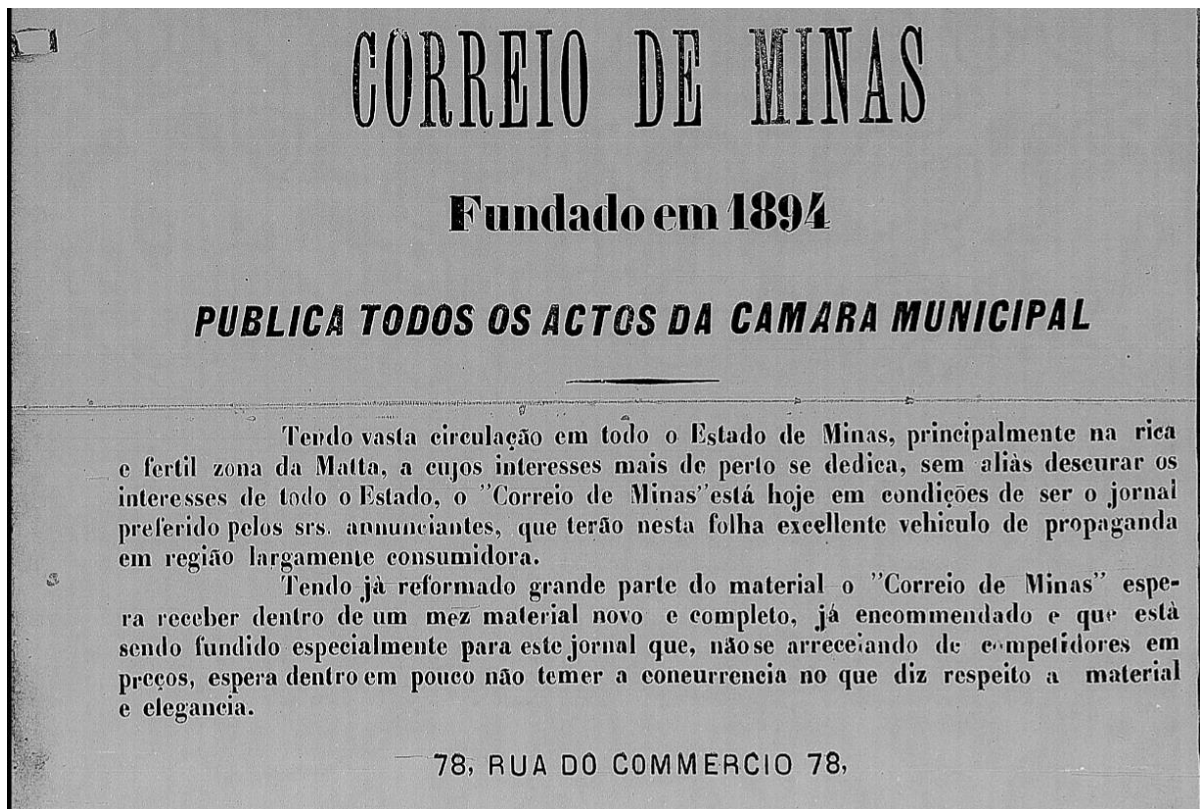 CORREIO DE MINAS
Fundado em 1894
PUBLICA TODOS OS ACTOS DA CAMARA MUNICIPAL
Tendo vasta circulação em todo o Estado de Minas, principalmente na rica
e fertil zona da Matta, a cujos interesses mais de perto se dedica, sem aliàs descurar os
interesses de todo o Estado, o "Correio de Minas" está hoje em condições de ser o jornal
preferido pelos srs. annunciantes, que terão nesta folha excellente vehiculo de propaganda
em região largamente consumidora.
Tendo jà reformado grande parte do material o "Correio de Minas" espe-
ra receber dentro de um mez material novo e completo, já encommendado e que està
sendo fundido especialmente para este jornal que, não se arreceiando de competidores em
preços, espera dentro em pouco não temer a concurrencia no que diz respeito a material
e elegancia.
78, RUA DO COMMERCIO 78,